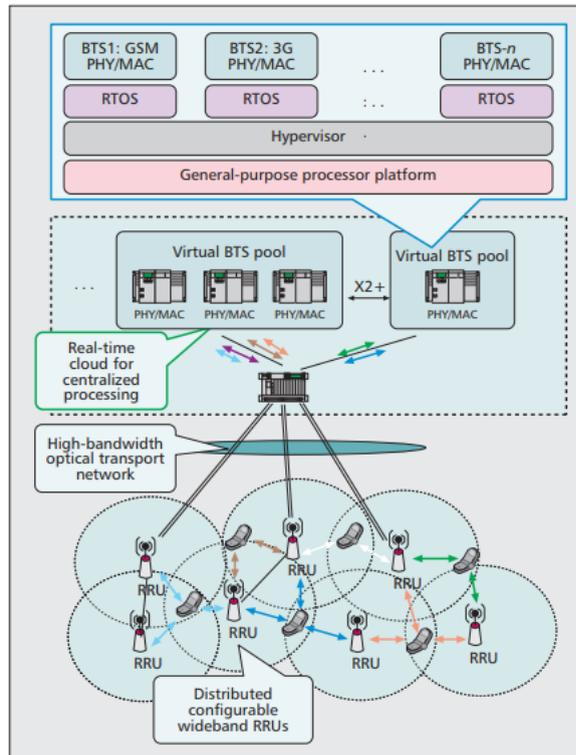 BTS1: GSM
PHY/MAC
BTS2: 3G
PHY/MAC
. . .
BTS-n
PHY/MAC
RTOS
RTOS
: . .
RTOS
Hypervisor ·
General-purpose processor platform
Virtual BTS pool
Virtual BTS pool
. . .
X2+
PHY/MAC
PHY/MAC
PHY/MAC
PHY/MAC
Real-time
cloud for
centralized
processing
High-bandwidth
optical transport
network
RRU
RRU
RRU
RRU
RRU
RRU
RRU
Distributed
configurable
wideband RRUs